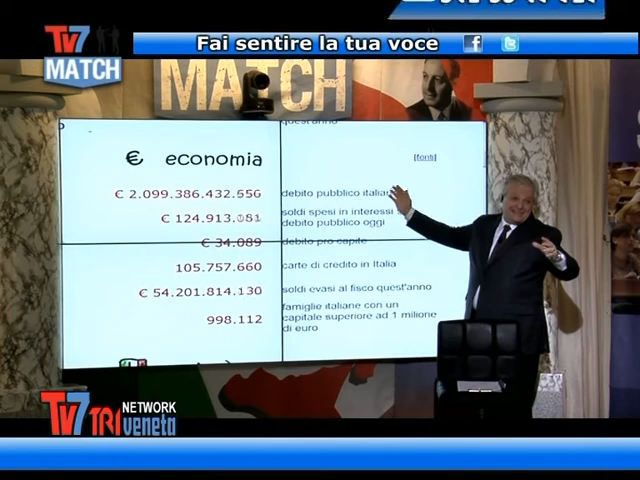 Tv7
MATCH
Fai sentire la tua voce
MATCH
quest'anno
€ economia
[fonti]
€ 2.099.386.432.556 debito pubblico italian
€ 124.913.081 soldi spesi in interessi s
debito pubblico oggi
€ 34.089 debito pro capite
105.757.660 carte di credito in Italia
€ 54.201.814.130 soldi evasi al fisco quest'anno
998.112 famiglie italiane con un
capitale superiore ad 1 milione
di euro
Tv7 TRIveneta
NETWORK